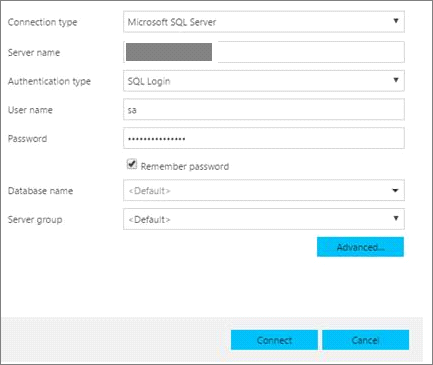 Connection type Microsoft SQL Server
Server name
Authentication type SQL Login
User name sa
Password •••••••••••••••
Remember password
Database name <Default>
Server group <Default>
Advanced...
Connect Cancel